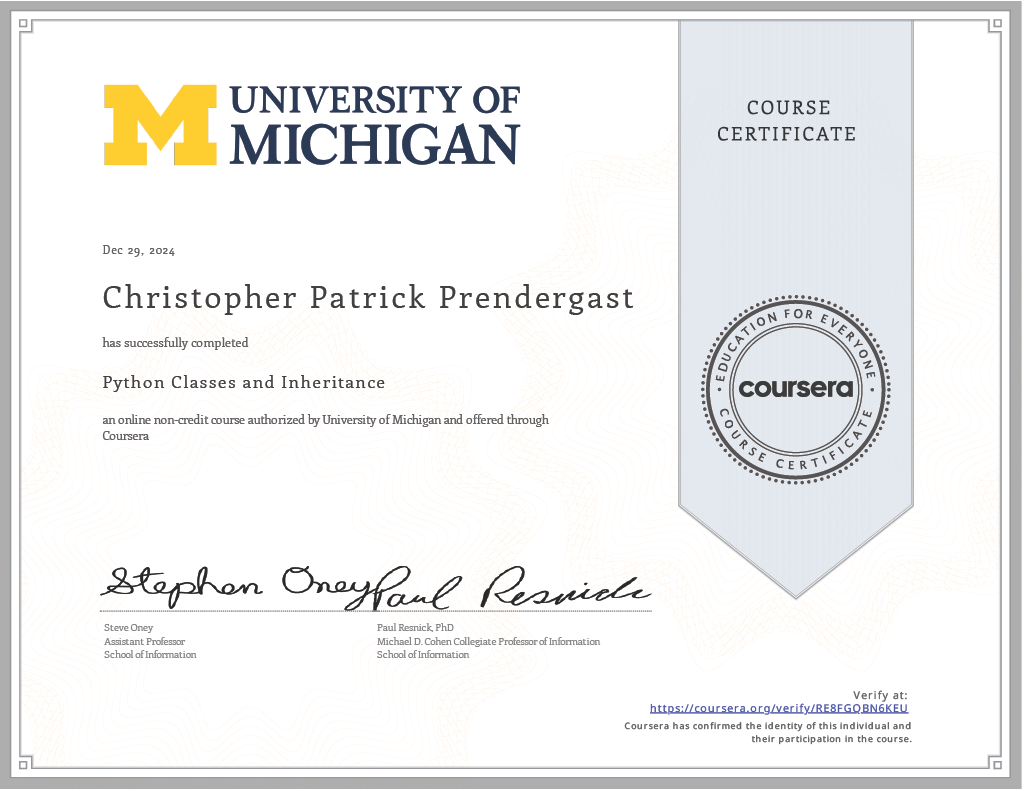 UNIVERSITY OF
MICHIGAN
COURSE
CERTIFICATE
Dec 29, 2024
Christopher Patrick Prendergast
has successfully completed
Python Classes and Inheritance
an online non-credit course authorized by University of Michigan and offered through
Coursera
EDUCATION FOR EVERYONE
coursera
COURSE CERTIFICATE
Stephen Oney
Paul Resnick
Steve Oney
Assistant Professor
School of Information
Paul Resnick, PhD
Michael D. Cohen Collegiate Professor of Information
School of Information
Verify at:
https://coursera.org/verify/RE8FGQBN6KEU
Coursera has confirmed the identity of this individual and
their participation in the course.